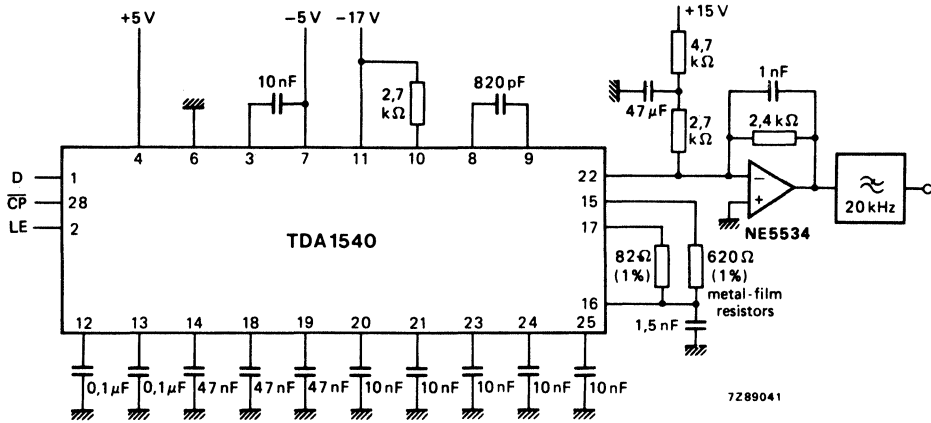 +5 V
−5 V
−17 V
+15 V
10 nF
2,7 kΩ
820 pF
47 μF
4,7 kΩ
2,7 kΩ
1 nF
2,4 kΩ
4
6
3
7
11
10
8
9
D
1
CP
28
LE
2
TDA1540
22
15
17
16
−
+
NE5534
20 kHz
82 Ω
(1%)
620 Ω
(1%)
metal-film
resistors
1,5 nF
12
13
14
18
19
20
21
23
24
25
0,1 μF
0,1 μF
47 nF
47 nF
47 nF
10 nF
10 nF
10 nF
10 nF
10 nF
7Z89041